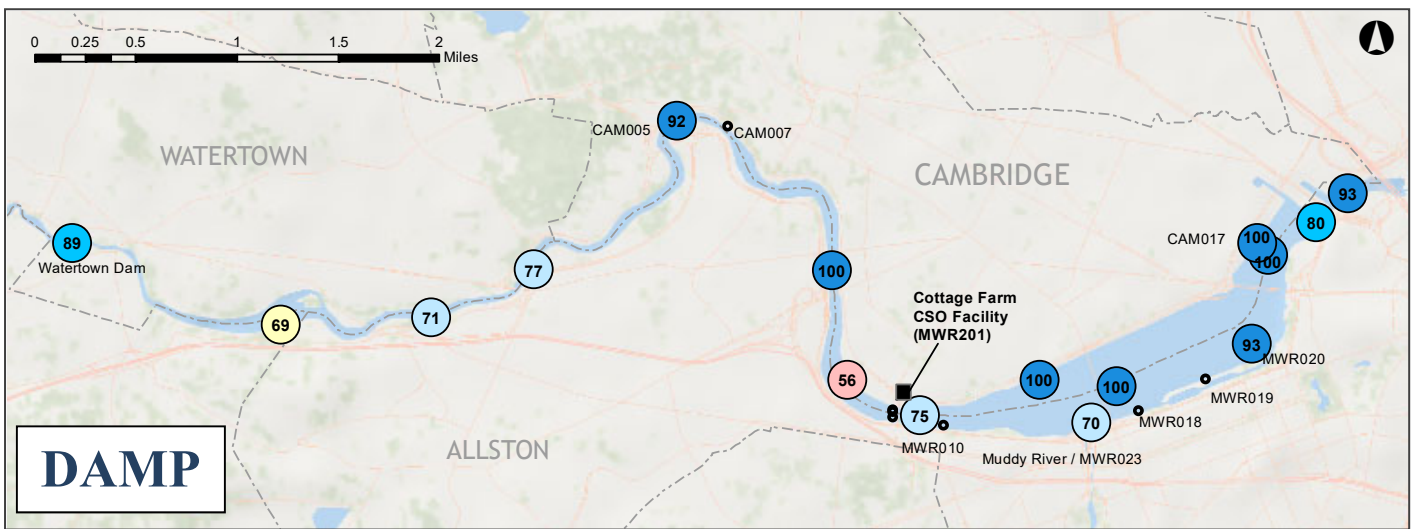 0 0.25 0.5 1 1.5 2
Miles
CAM005
92
CAM007
WATERTOWN
CAMBRIDGE
93
80
89
Watertown Dam
CAM017
100
100
77
100
69
71
Cottage Farm
CSO Facility
(MWR201)
93
MWR020
56
100
100
MWR019
75
70
MWR018
MWR010
Muddy River / MWR023
ALLSTON
DAMP